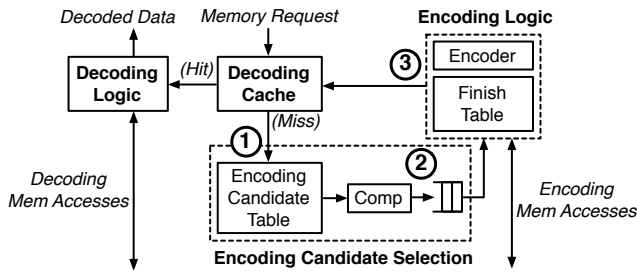 Decoded Data
Memory Request
Encoding Logic
Decoding
Logic
(Hit)
Decoding
Cache
3
Encoder
Finish
Table
(Miss)
1
2
Decoding
Mem Accesses
Encoding
Candidate
Table
Comp
Encoding
Mem Accesses
Encoding Candidate Selection